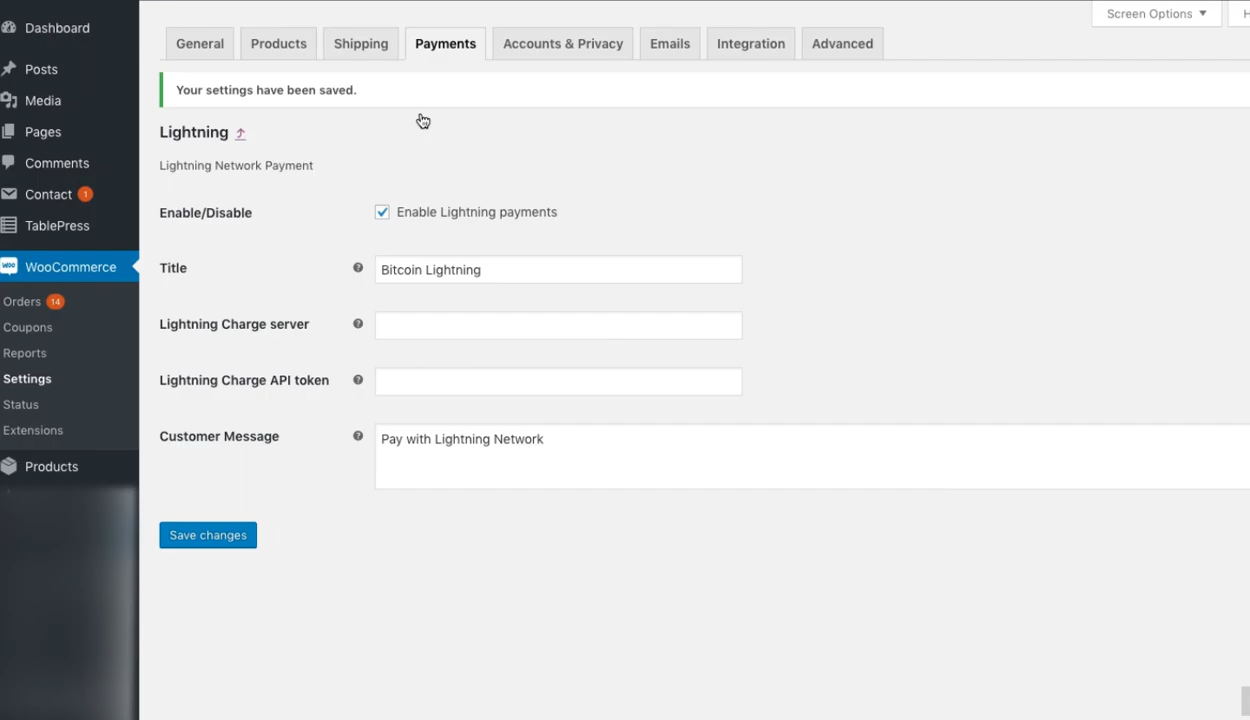 Screen Options ▼
H
Dashboard
Posts
Media
Pages
Comments
Contact 1
TablePress
WOO WooCommerce
Orders 14
Coupons
Reports
Settings
Status
Extensions
Products
General Products Shipping Payments Accounts & Privacy Emails Integration Advanced
Your settings have been saved.
Lightning ⤴
Lightning Network Payment
Enable/Disable
Enable Lightning payments
Title ? Bitcoin Lightning
Lightning Charge server ?
Lightning Charge API token ?
Customer Message ? Pay with Lightning Network
Save changes